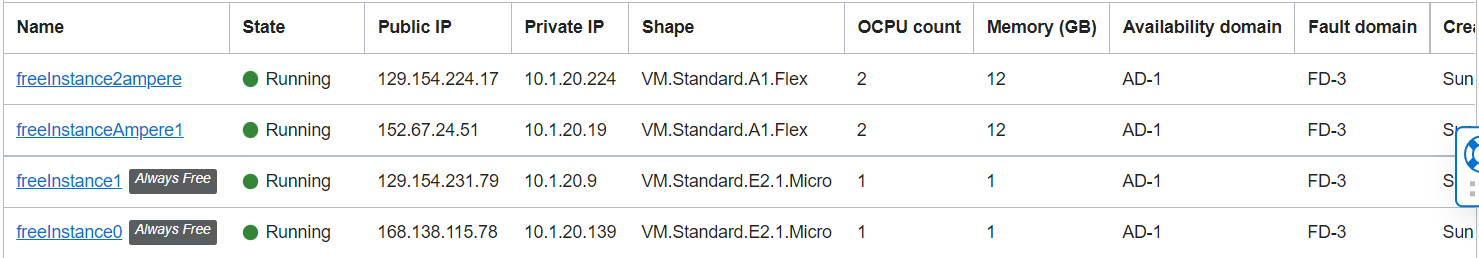 Name State Public IP Private IP Shape OCPU count Memory (GB) Availability domain Fault domain Crea
freeInstance2ampere Running 129.154.224.17 10.1.20.224 VM.Standard.A1.Flex 2 12 AD-1 FD-3 Sun
freeInstanceAmpere1 Running 152.67.24.51 10.1.20.19 VM.Standard.A1.Flex 2 12 AD-1 FD-3 S
freeInstance1 Always Free Running 129.154.231.79 10.1.20.9 VM.Standard.E2.1.Micro 1 1 AD-1 FD-3 S
freeInstance0 Always Free Running 168.138.115.78 10.1.20.139 VM.Standard.E2.1.Micro 1 1 AD-1 FD-3 Sun